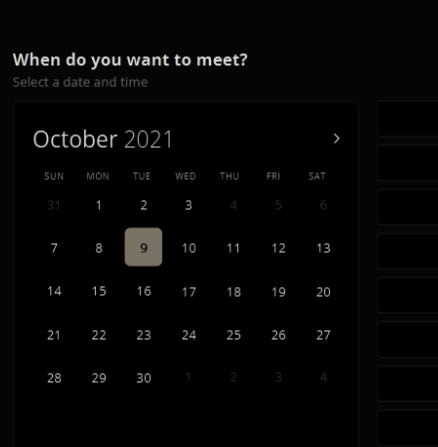 When do you want to meet?
Select a date and time
October 2021
SUN MON TUE WED THU FRI SAT
31 1 2 3 4 5 6
7 8 9 10 11 12 13
14 15 16 17 18 19 20
21 22 23 24 25 26 27
28 29 30 1 2 3 4